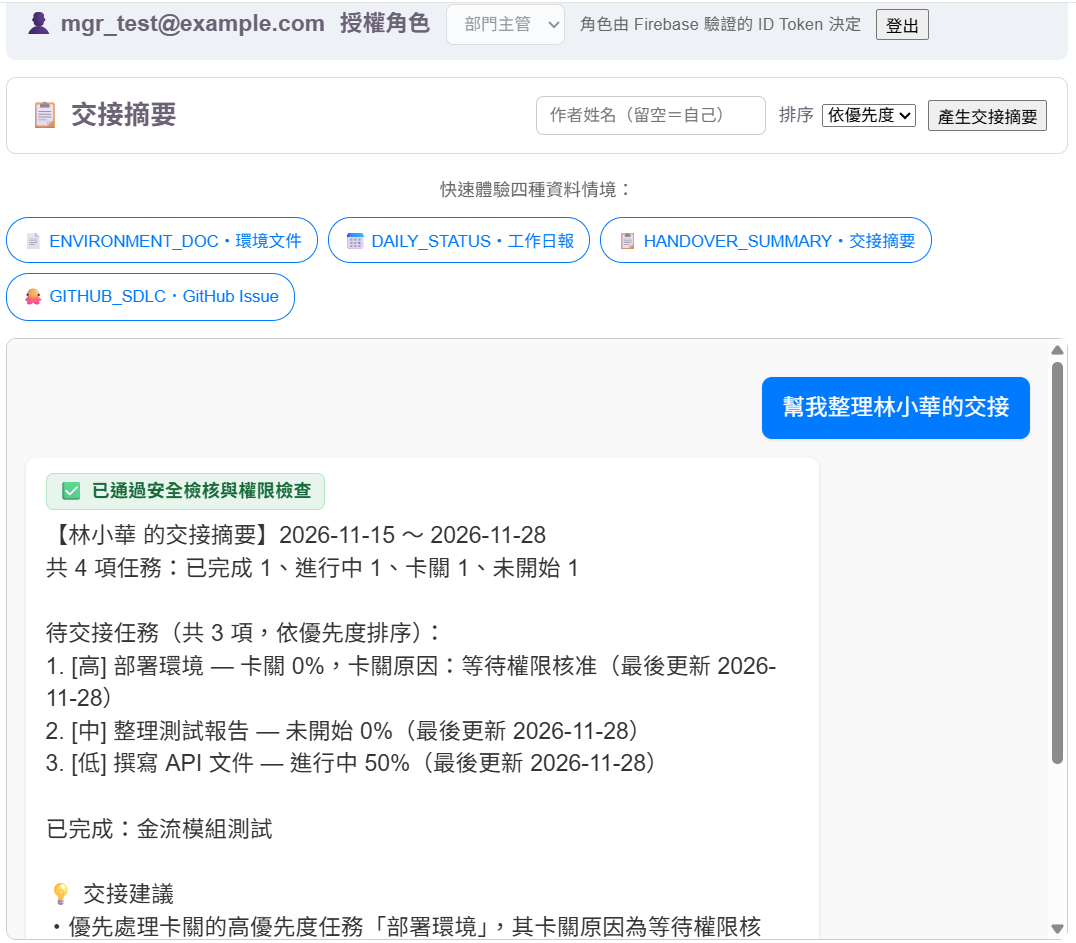 mgr_test@example.com 授權角色 部門主管 角色由 Firebase 驗證的 ID Token 決定 登出
交接摘要 作者姓名（留空＝自己） 排序 依優先度 產生交接摘要
快速體驗四種資料情境：
ENVIRONMENT_DOC・環境文件 DAILY_STATUS・工作日報 HANDOVER_SUMMARY・交接摘要
GITHUB_SDLC・GitHub Issue
幫我整理林小華的交接
已通過安全檢核與權限檢查
【林小華 的交接摘要】2026-11-15 ～ 2026-11-28
共 4 項任務：已完成 1、進行中 1、卡關 1、未開始 1
待交接任務（共 3 項，依優先度排序）：
1. [高] 部署環境 — 卡關 0%，卡關原因：等待權限核准（最後更新 2026-
11-28）
2. [中] 整理測試報告 — 未開始 0%（最後更新 2026-11-28）
3. [低] 撰寫 API 文件 — 進行中 50%（最後更新 2026-11-28）
已完成：金流模組測試
交接建議
・優先處理卡關的高優先度任務「部署環境」，其卡關原因為等待權限核